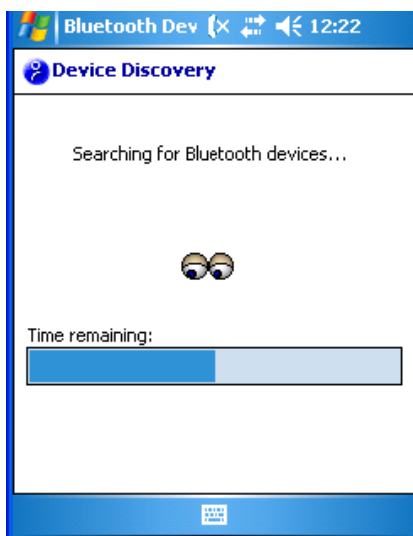 Bluetooth Dev 12:22
Device Discovery
Searching for Bluetooth devices...
Time remaining: